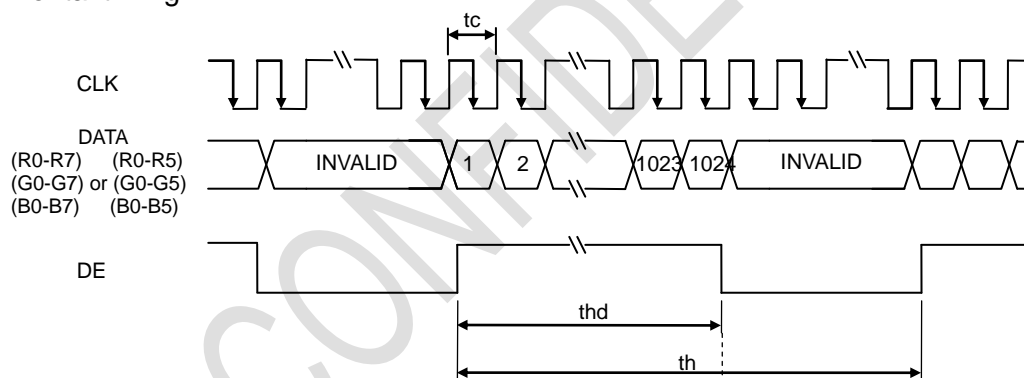 tc
CLK
DATA
(R0-R7) (R0-R5)
(G0-G7) or (G0-G5)
(B0-B7) (B0-B5)
INVALID 1 2 1023 1024 INVALID
DE
thd
th